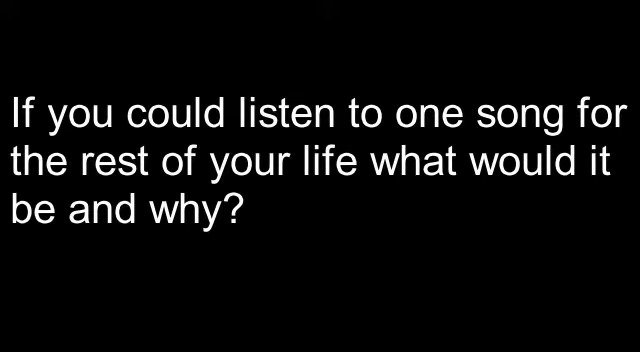 If you could listen to one song for
the rest of your life what would it
be and why?